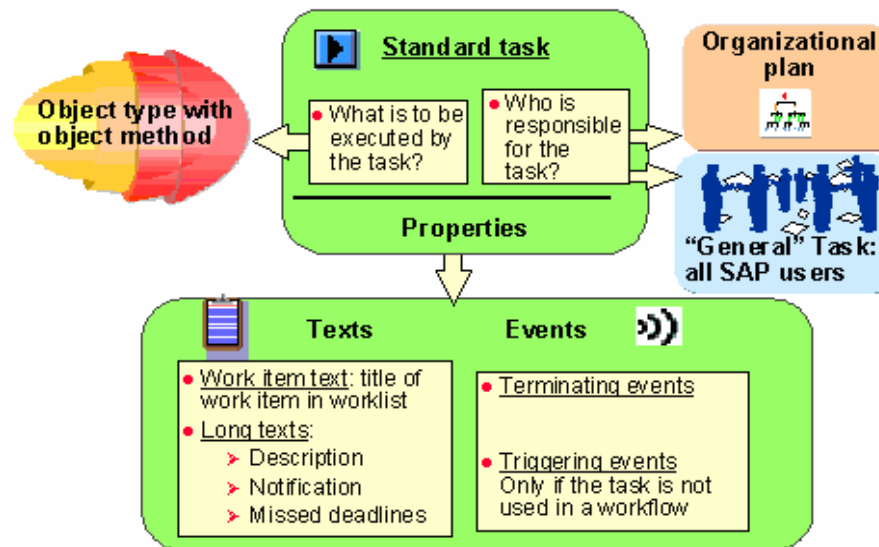 Standard task
Organizational
plan
Object type with
object method
• What is to be
executed by
the task?
• Who is
responsible
for the
task?
"General" Task:
all SAP users
Properties
Texts
Events
• Work item text: title of
work item in worklist
• Long texts:
➢ Description
➢ Notification
➢ Missed deadlines
• Terminating events
• Triggering events
Only if the task is not
used in a workflow